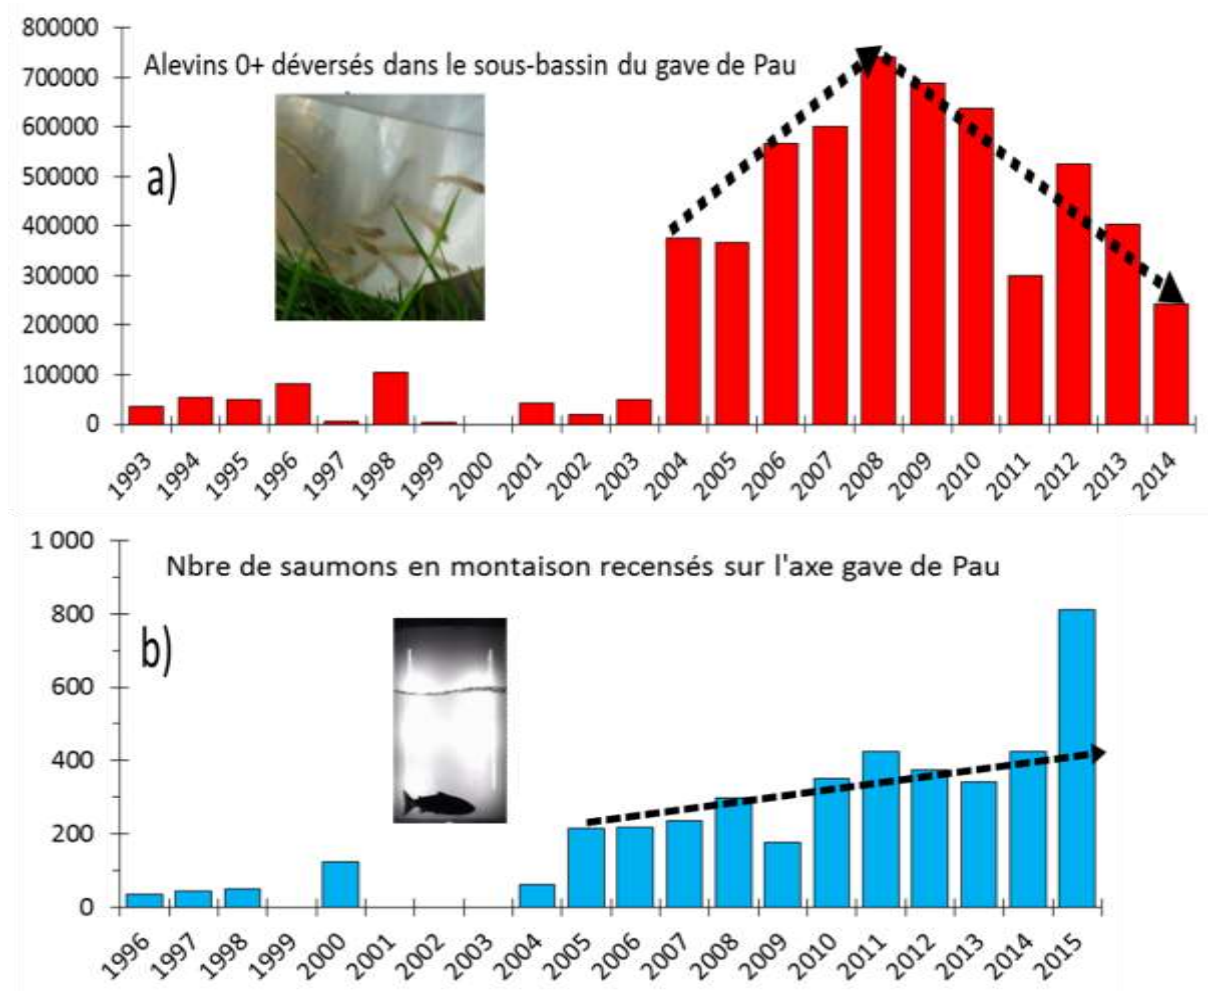 800000
Alevins 0+ déversés dans le sous-bassin du gave de Pau
700000
600000
500000
a)
400000
300000
200000
100000
0
1993 1994 1995 1996 1997 1998 1999 2000 2001 2002 2003 2004 2005 2006 2007 2008 2009 2010 2011 2012 2013 2014
1 000
Nbre de saumons en montaison recensés sur l'axe gave de Pau
800
b)
600
400
200
0
1996 1997 1998 1999 2000 2001 2002 2003 2004 2005 2006 2007 2008 2009 2010 2011 2012 2013 2014 2015